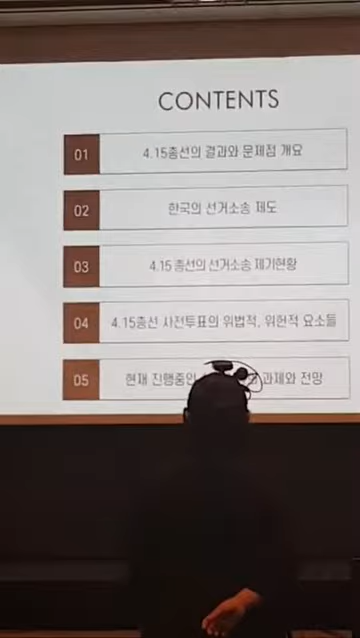 CONTENTS
01 4.15총선의 결과와 문제점 개요
02 한국의 선거소송 제도
03 4.15 총선의 선거소송 제기현황
04 4.15총선 사전투표의 위법적, 위헌적 요소들
05 현재 진행중인 과제와 전망